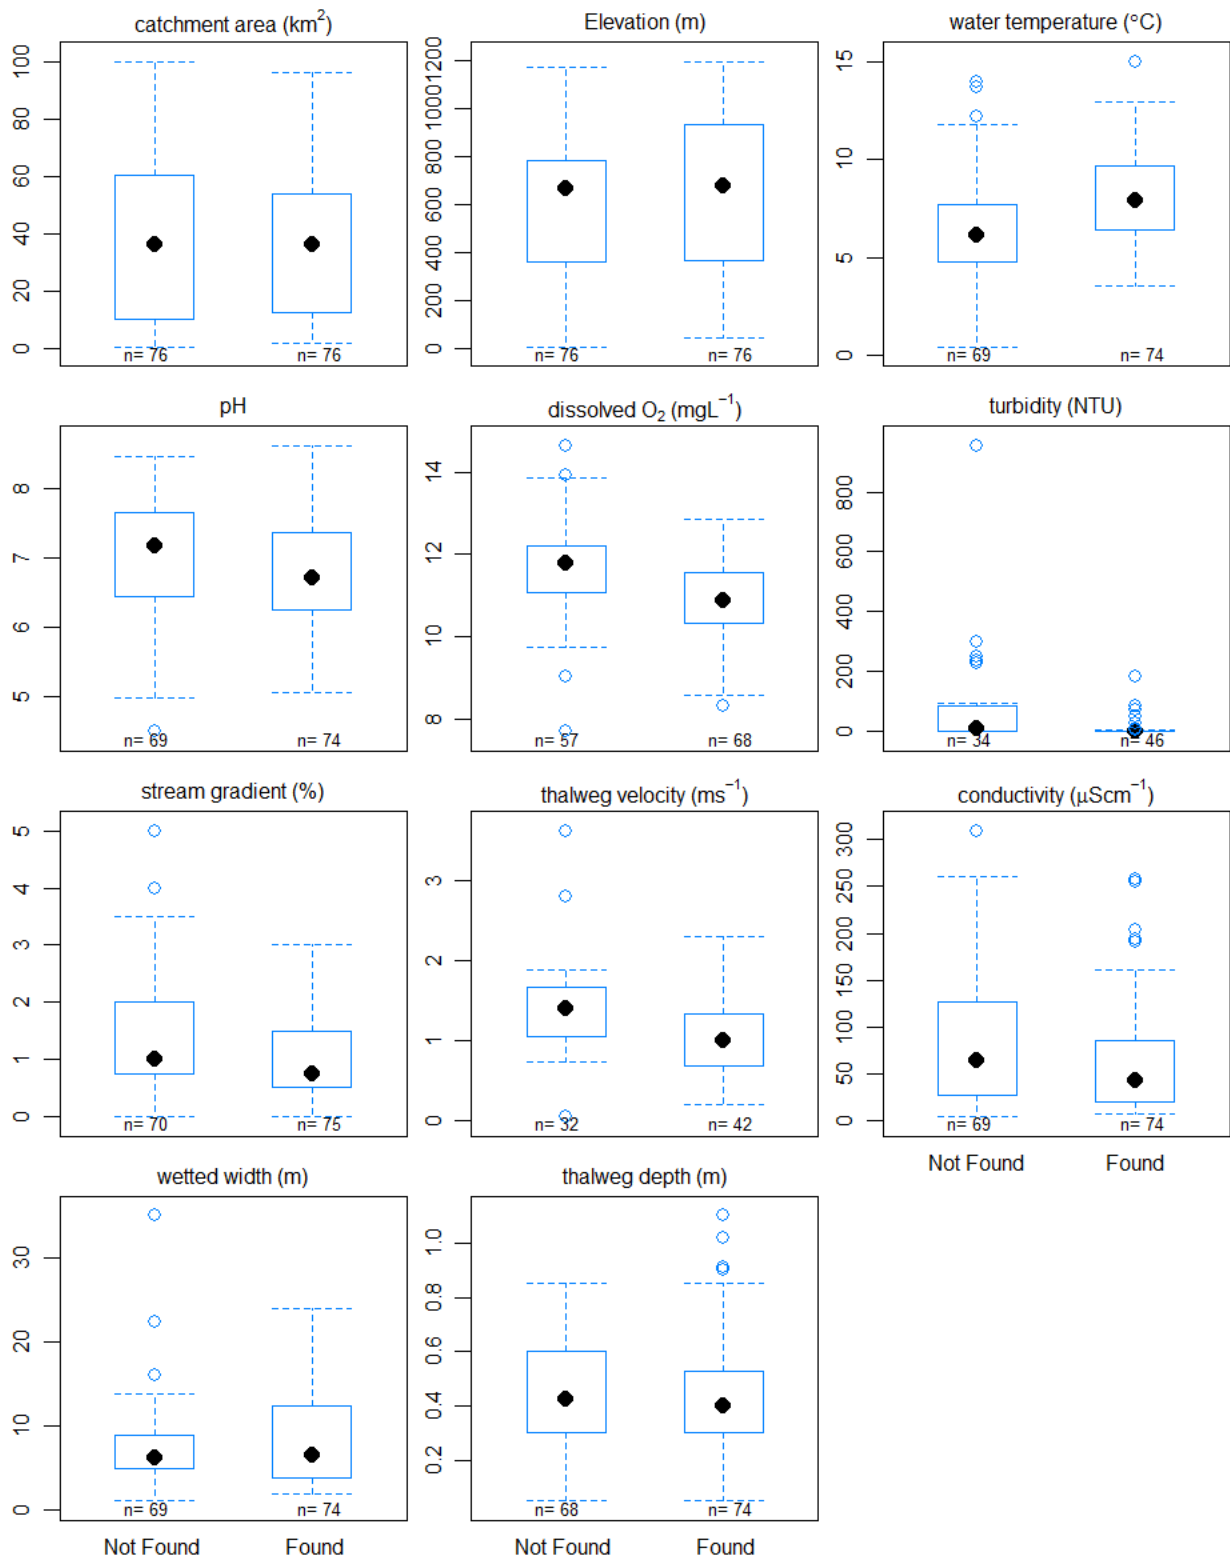 catchment area (km²)
Elevation (m)
water temperature (°C)
100
80
60
40
20
0
n= 76
n= 76
1200
1000
800
600
400
200
0
n= 76
n= 76
15
10
5
0
n= 69
n= 74
pH
dissolved O₂ (mgL⁻¹)
turbidity (NTU)
8
7
6
5
n= 69
n= 74
14
12
10
8
n= 57
n= 68
800
600
400
200
0
n= 34
n= 46
stream gradient (%)
thalweg velocity (ms⁻¹)
conductivity (μScm⁻¹)
5
4
3
2
1
0
n= 70
n= 75
3
2
1
0
n= 32
n= 42
300
250
200
150
100
50
0
n= 69
n= 74
Not Found
Found
wetted width (m)
thalweg depth (m)
30
20
10
0
n= 69
n= 74
1.0
0.8
0.6
0.4
0.2
n= 68
n= 74
Not Found
Found
Not Found
Found